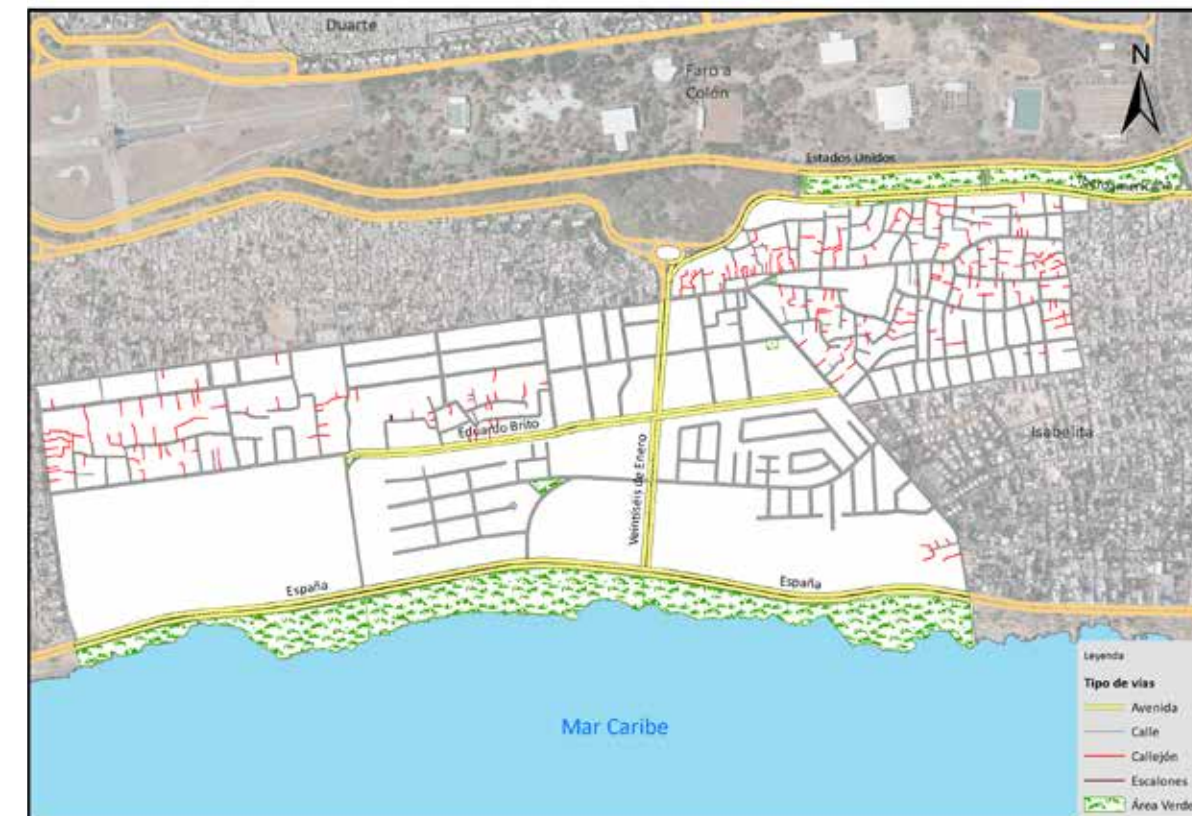 Duarte
N
Faro a
Colón
Estados Unidos
Isabelita
Eduardo Brito
Veintiséis de Enero
España
España
Mar Caribe
Leyenda
Tipo de vías
Avenida
Calle
Callejón
Escalones
Área Verde